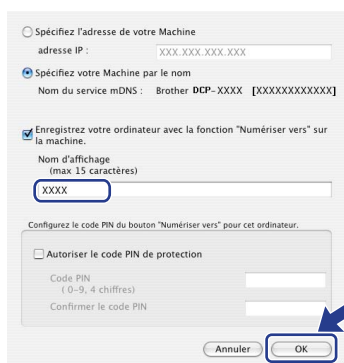 Spécifiez l'adresse de votre Machine
adresse IP : XXX.XXX.XXX.XXX
Spécifiez votre Machine par le nom
Nom du service mDNS : Brother DCP-XXXX [XXXXXXXXXXXX]
Enregistrez votre ordinateur avec la fonction "Numériser vers" sur
la machine.
Nom d'affichage
(max 15 caractères)
XXXX
Configurez le code PIN du bouton "Numériser vers" pour cet ordinateur.
Autoriser le code PIN de protection
Code PIN
( 0-9, 4 chiffres)
Confirmer le code PIN
Annuler OK